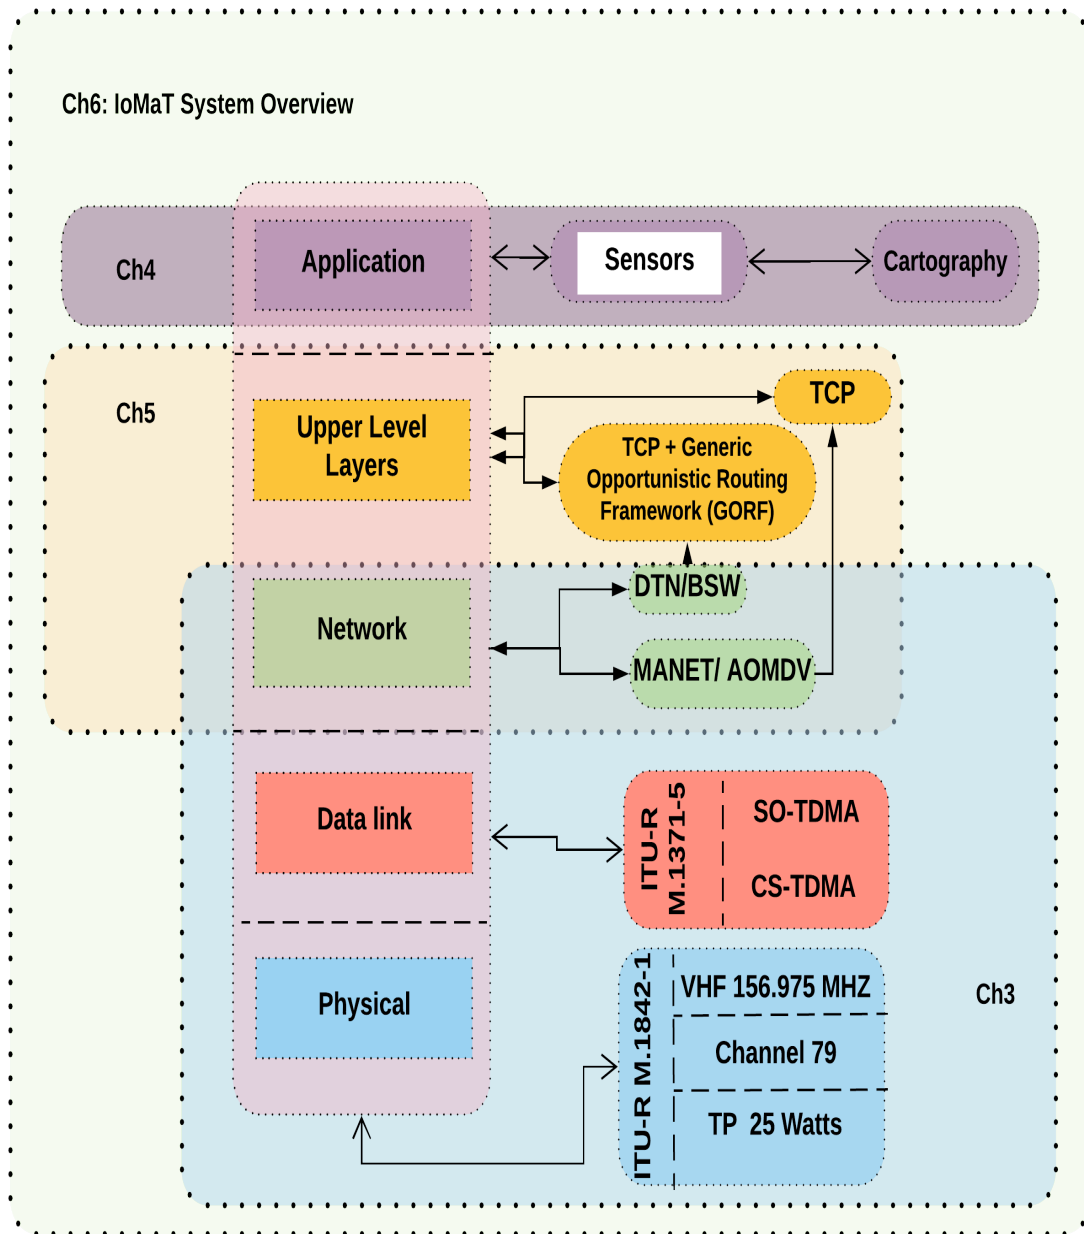 Ch6: IoMaT System Overview
Ch4
Application
Sensors
Cartography
Ch5
Upper Level
Layers
TCP
TCP + Generic
Opportunistic Routing
Framework (GORF)
Network
DTN/BSW
MANET/ AOMDV
Data link
ITU-R
M.1371-5
SO-TDMA
CS-TDMA
Physical
ITU-R M.1842-1
VHF 156.975 MHZ
Channel 79
TP 25 Watts
Ch3